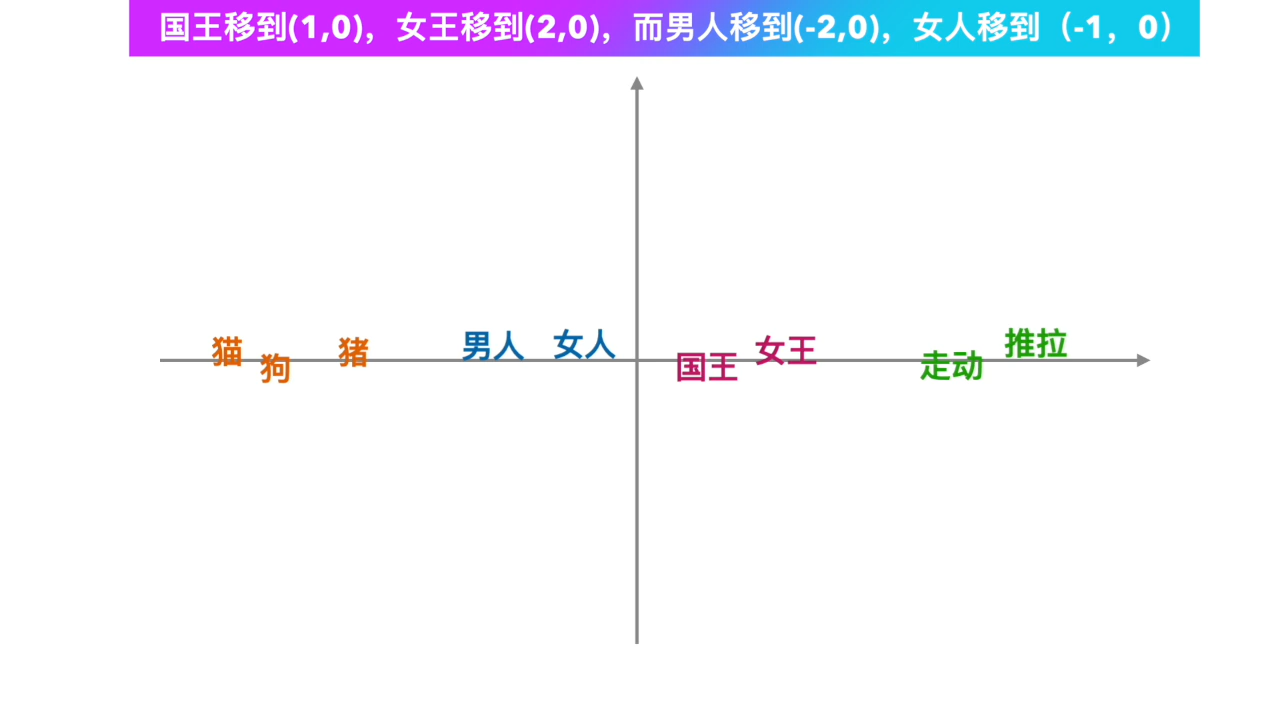 国王移到(1,0)，女王移到(2,0)，而男人移到(-2,0)，女人移到（-1，0）
猫 狗 猪 男人 女人 国王 女王 走动 推拉